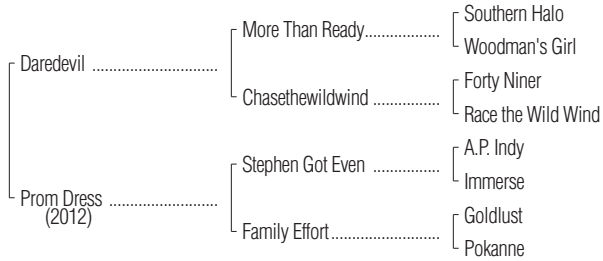 Southern Halo
More Than Ready..................
Woodman's Girl
Daredevil ..............................
Forty Niner
Chasethewildwind ................
Race the Wild Wind
A.P. Indy
Stephen Got Even ................
Immerse
Prom Dress ..........................
(2012)
Goldlust
Family Effort..........................
Pokanne